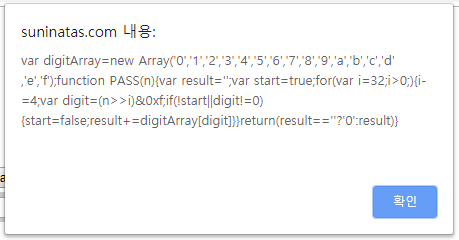 suninatas.com 내용:
var digitArray=new Array('0','1','2','3','4','5','6','7','8','9','a','b','c','d'
,'e','f');function PASS(n){var result='';var start=true;for(var i=32;i>0;){i-
=4;var digit=(n>>i)&0xf;if(!start||digit!=0)
{start=false;result+=digitArray[digit]}}return(result==''?'0':result)}
확인